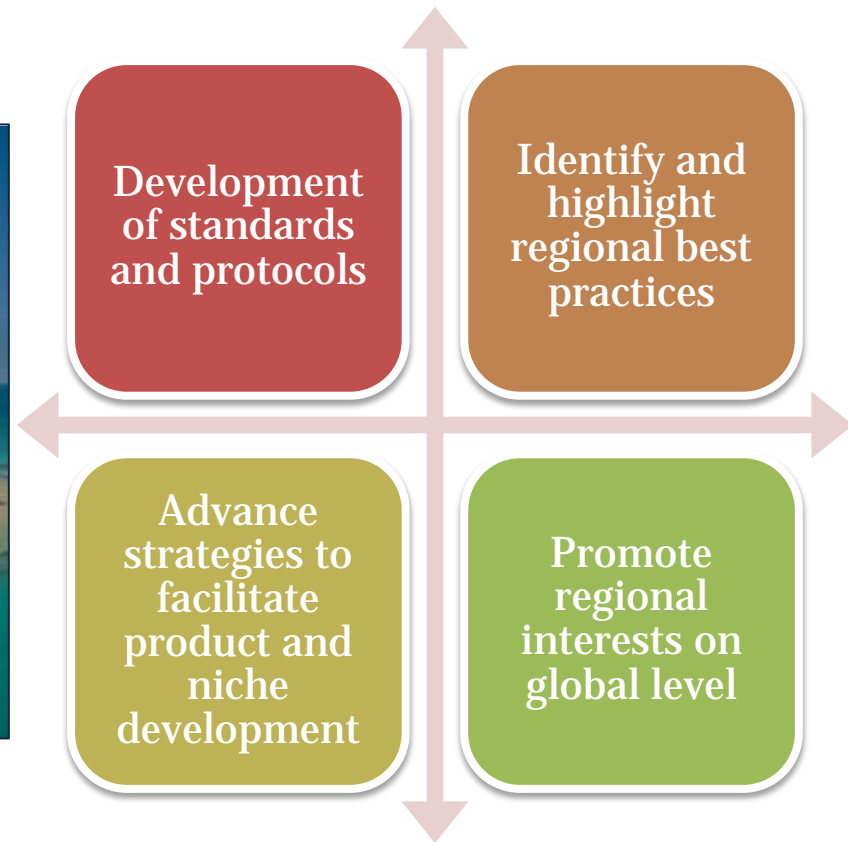 Development
of standards
and protocols
Identify and
highlight
regional best
practices
Advance
strategies to
facilitate
product and
niche
development
Promote
regional
interests on
global level